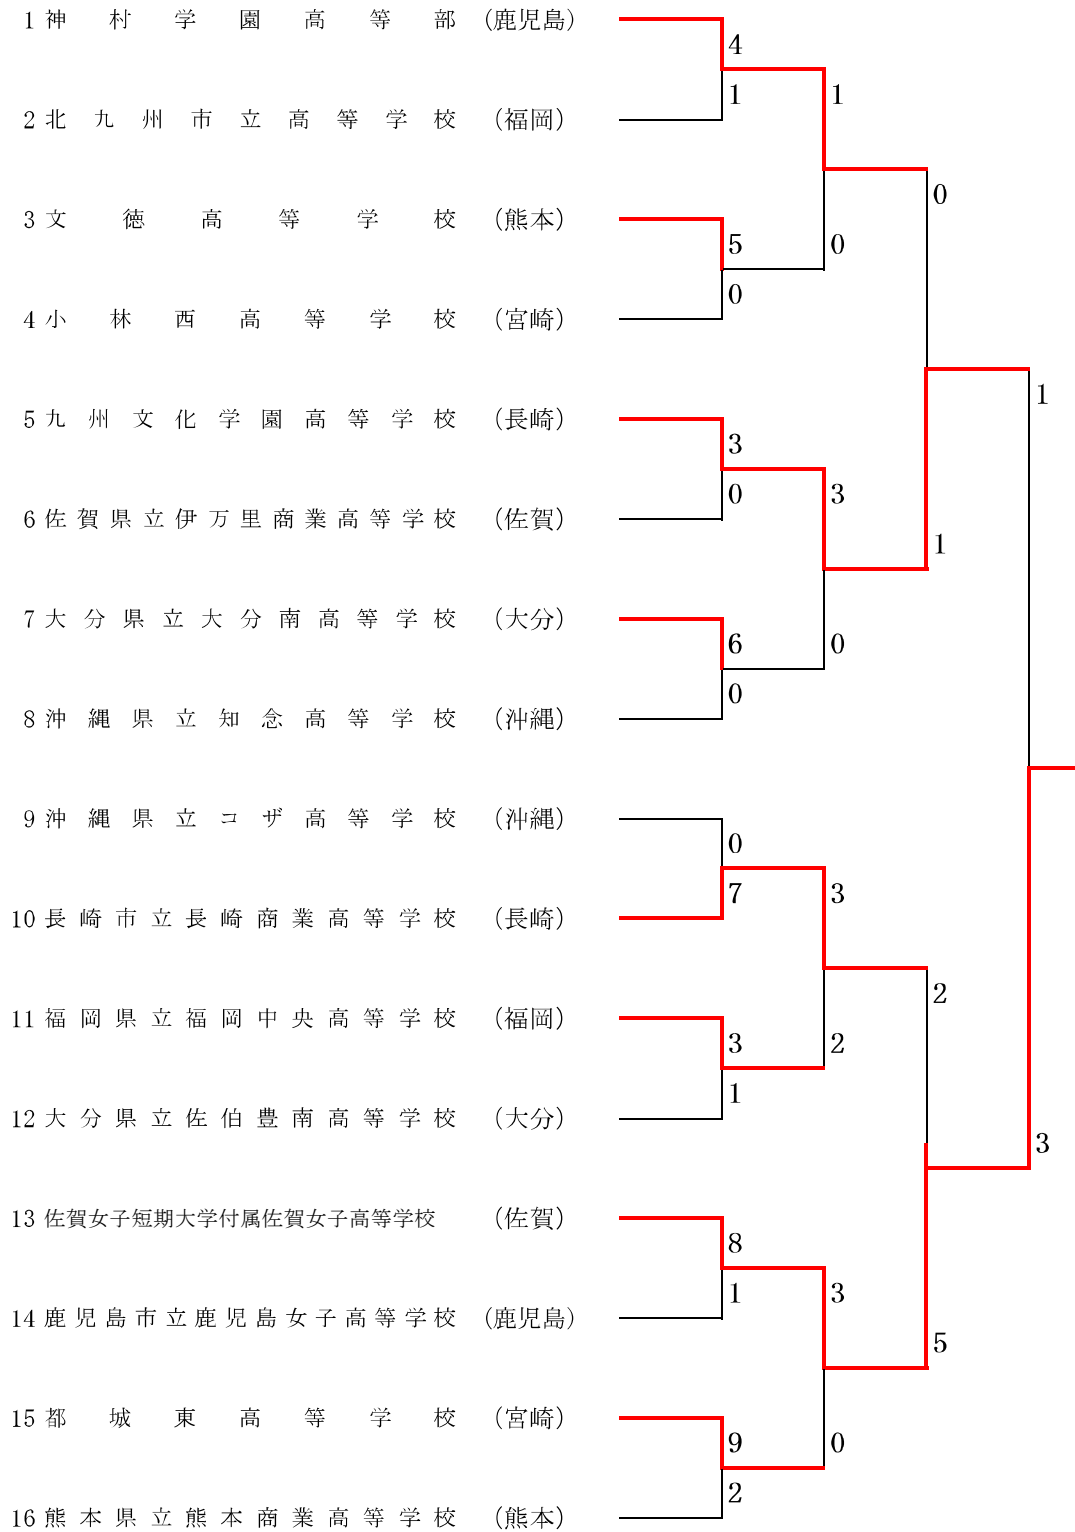 1 神村学園高等部 (鹿児島)
4
1
1
2 北九州市立高等学校 (福岡)
0
3 文徳高等学校 (熊本)
5
0
0
4 小林西高等学校 (宮崎)
1
5 九州文化学園高等学校 (長崎)
3
0
3
6 佐賀県立伊万里商業高等学校 (佐賀)
1
7 大分県立大分南高等学校 (大分)
6
0
0
8 沖縄県立知念高等学校 (沖縄)
9 沖縄県立コザ高等学校 (沖縄)
0
7
3
10 長崎市立長崎商業高等学校 (長崎)
2
11 福岡県立福岡中央高等学校 (福岡)
3
2
1
12 大分県立佐伯豊南高等学校 (大分)
3
13 佐賀女子短期大学付属佐賀女子高等学校 (佐賀)
8
1
3
14 鹿児島市立鹿児島女子高等学校 (鹿児島)
5
15 都城東高等学校 (宮崎)
9
0
2
16 熊本県立熊本商業高等学校 (熊本)